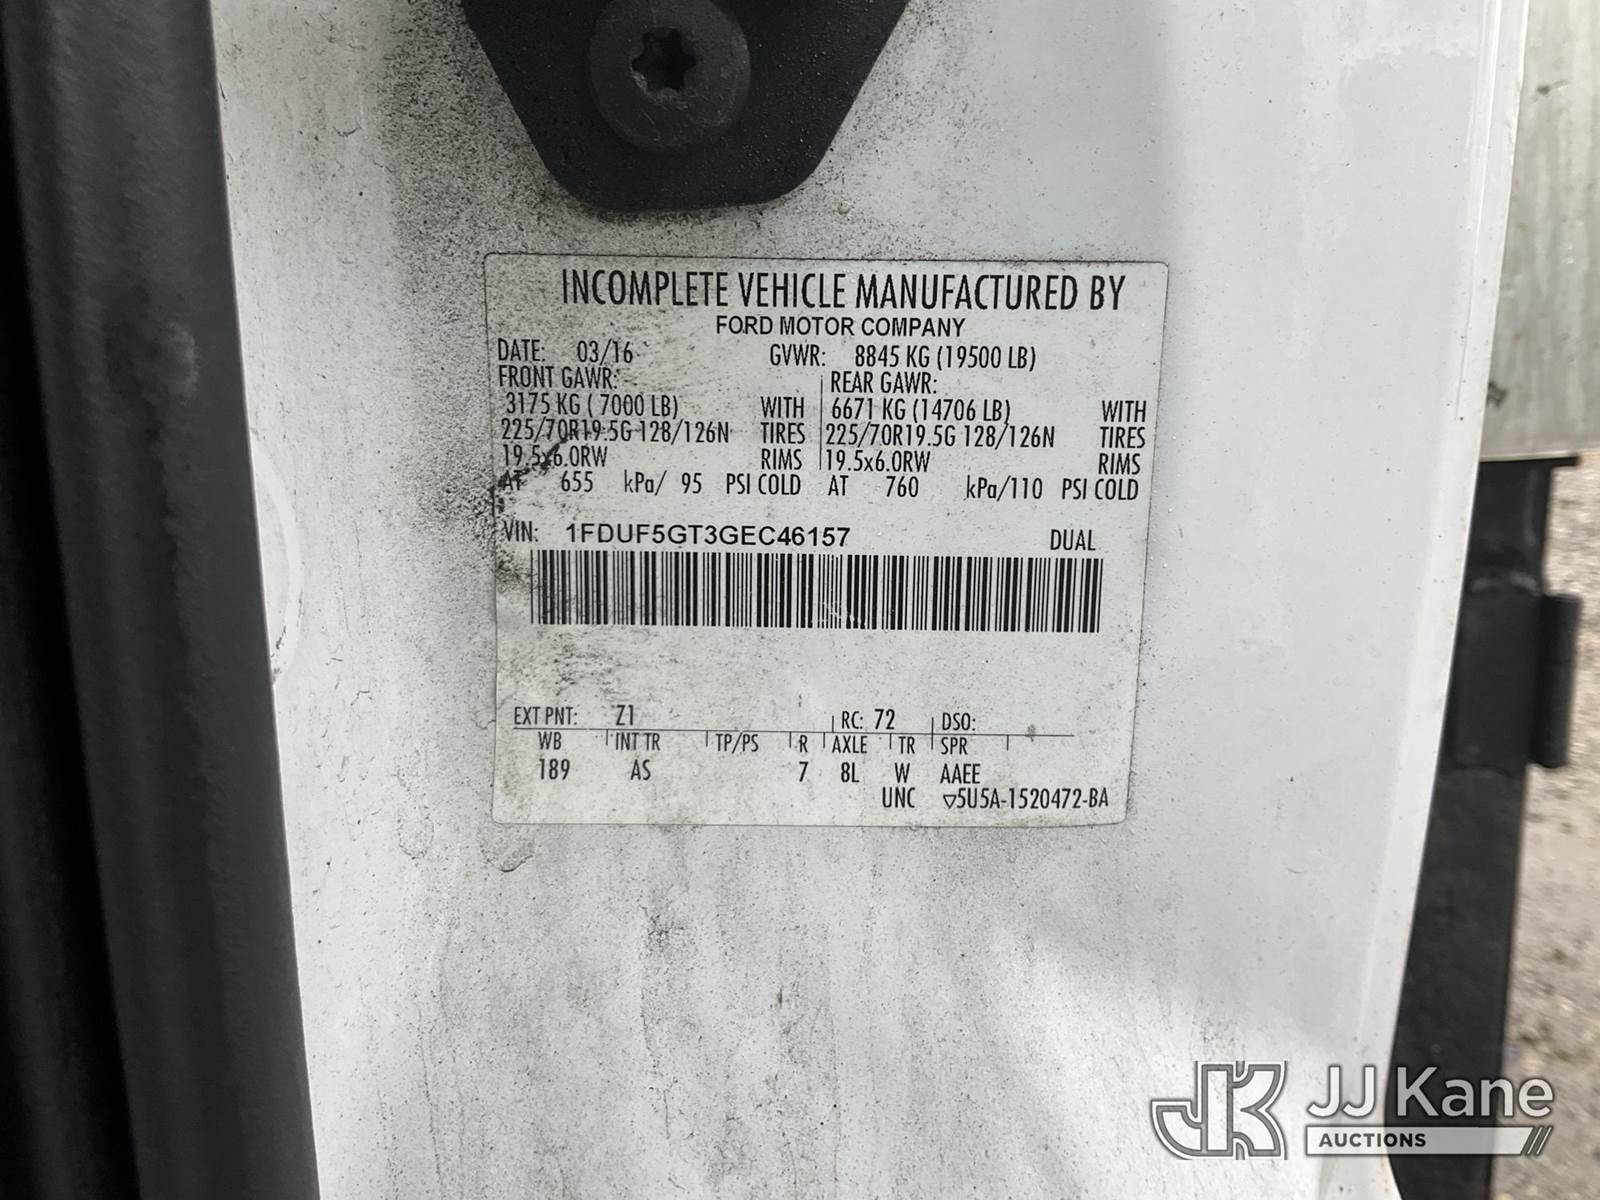 INCOMPLETE VEHICLE MANUFACTURED BY
FORD MOTOR COMPANY
DATE: 03/16 GVWR: 8845 KG (19500 LB)
FRONT GAWR: REAR GAWR:
3175 KG ( 7000 LB) WITH 6671 KG (14706 LB) WITH
225/70R19.5G 128/126N TIRES 225/70R19.5G 128/126N TIRES
19.5x6.0RW RIMS 19.5x6.0RW RIMS
AT 655 kPa/ 95 PSI COLD AT 760 kPa/110 PSI COLD
VIN: 1FDUF5GT3GEC46157 DUAL
EXT PNT: Z1 RC: 72 DSO:
WB INT TR TP/PS R AXLE TR SPR
189 AS 7 8L W AAEE
UNC ▽5U5A-1520472-BA
JK JJ Kane
AUCTIONS